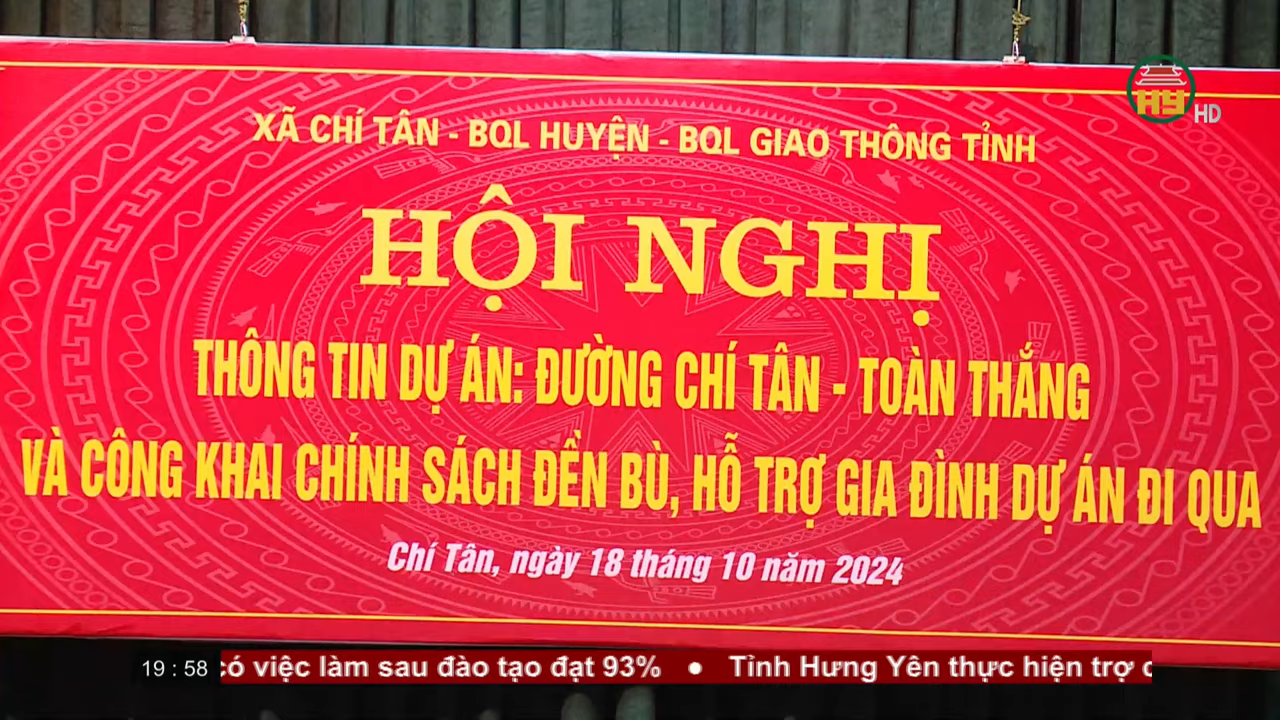 XÃ CHÍ TÂN - BQL HUYỆN - BQL GIAO THÔNG TỈNH
HY HD
HỘI NGHỊ
THÔNG TIN DỰ ÁN: ĐƯỜNG CHÍ TÂN - TOÀN THẮNG
VÀ CÔNG KHAI CHÍNH SÁCH ĐỀN BÙ, HỖ TRỢ GIA ĐÌNH DỰ ÁN ĐI QUA
Chí Tân, ngày 18 tháng 10 năm 2024
19 : 58 có việc làm sau đào tạo đạt 93% ● Tỉnh Hưng Yên thực hiện trợ